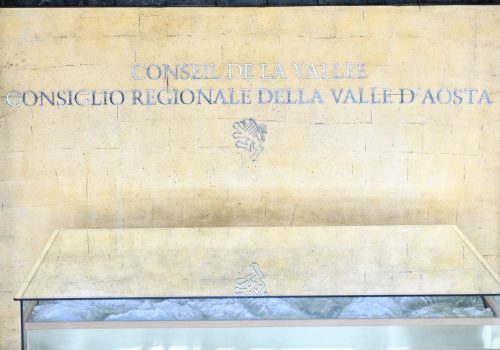 CONSEIL DE LA VALLEE
CONSIGLIO REGIONALE DELLA VALLE D'AOSTA